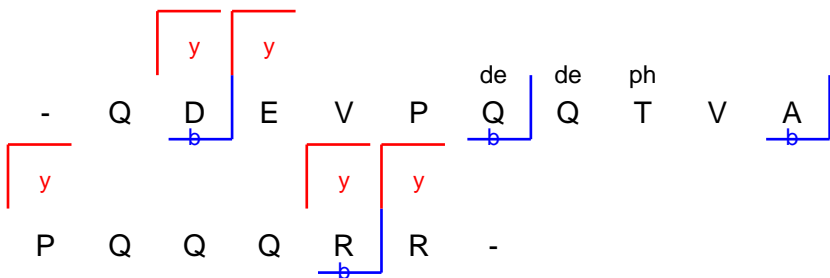 y y
de de ph
- Q D E V P Q Q T V A
b b b
y y y
P Q Q Q R R -
b